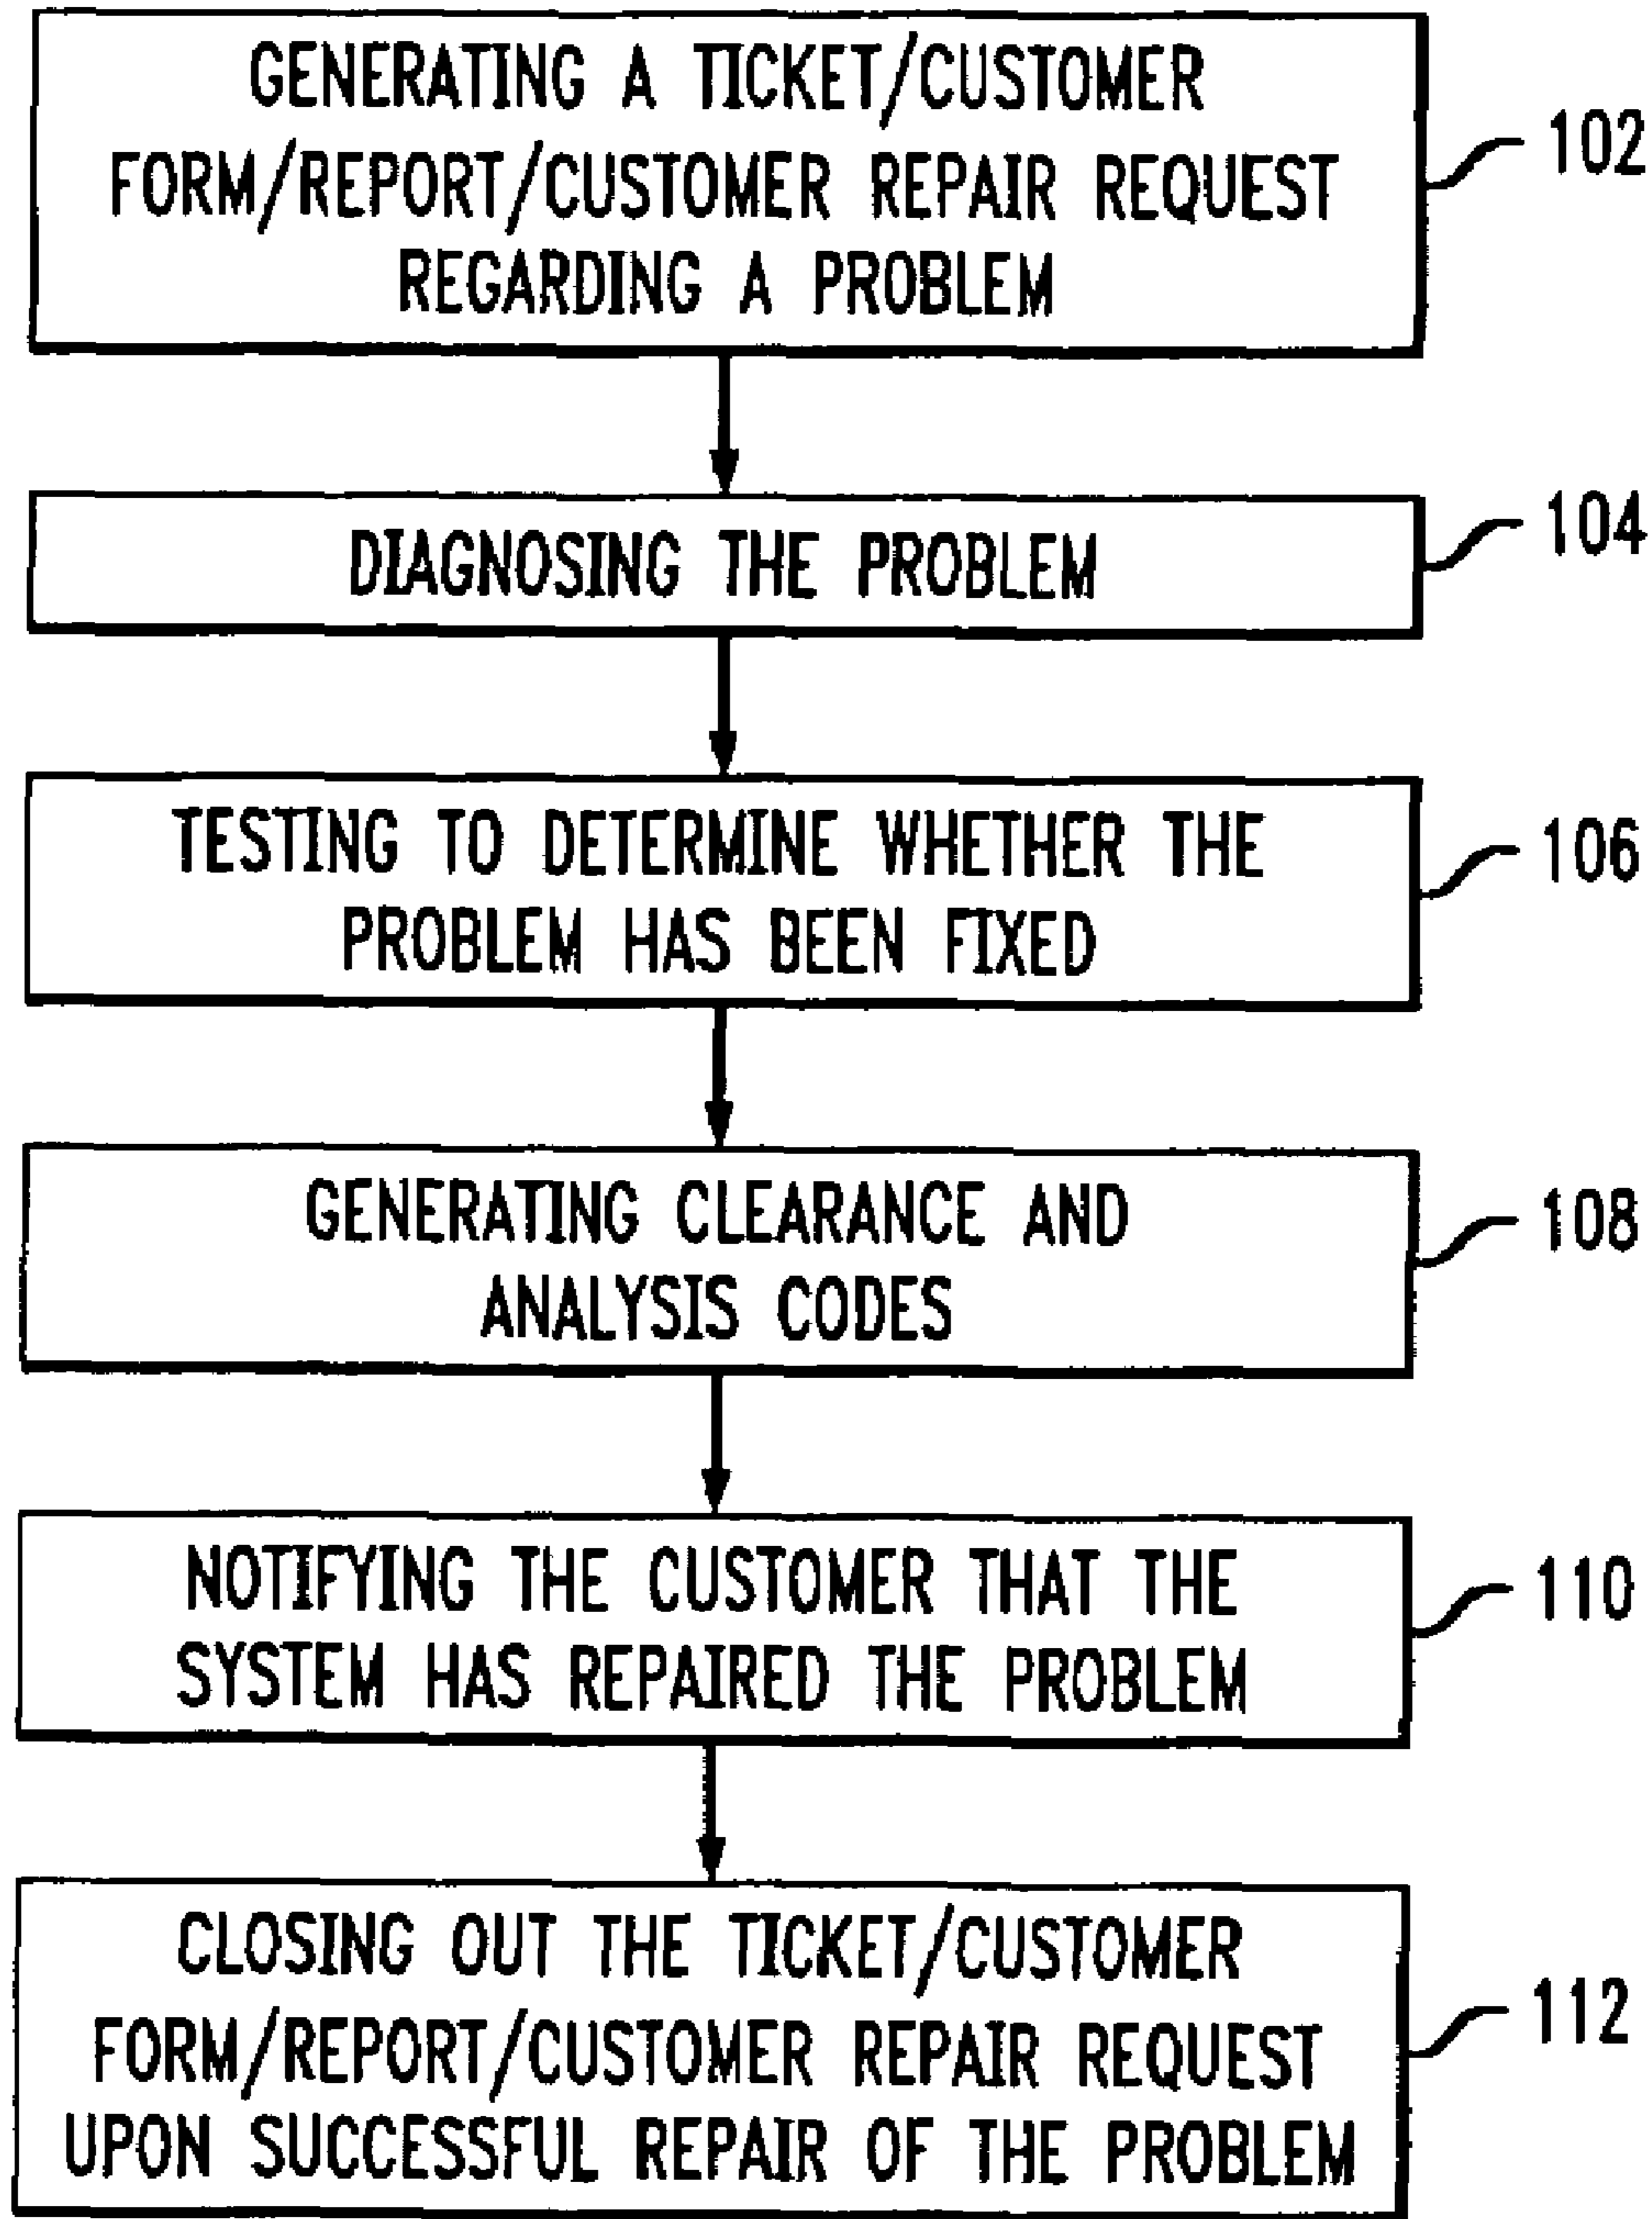 GENERATING A TICKET/CUSTOMER
FORM/REPORT/CUSTOMER REPAIR REQUEST
REGARDING A PROBLEM
102
DIAGNOSING THE PROBLEM
104
TESTING TO DETERMINE WHETHER THE
PROBLEM HAS BEEN FIXED
106
GENERATING CLEARANCE AND
ANALYSIS CODES
108
NOTIFYING THE CUSTOMER THAT THE
SYSTEM HAS REPAIRED THE PROBLEM
110
CLOSING OUT THE TICKET/CUSTOMER
FORM/REPORT/CUSTOMER REPAIR REQUEST
UPON SUCCESSFUL REPAIR OF THE PROBLEM
112